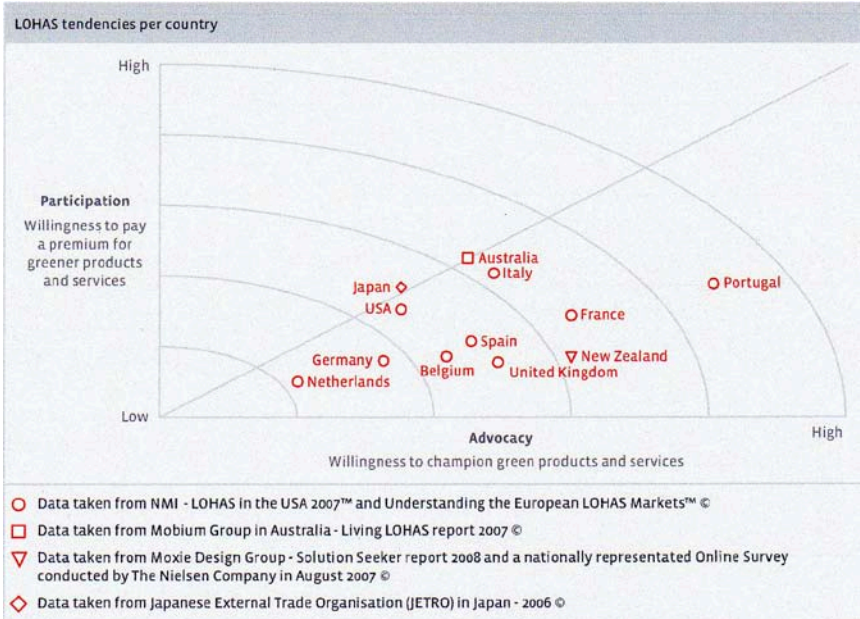 LOHAS tendencies per country
High
Participation
Willingness to pay
a premium for
greener products
and services
Australia
Italy
Japan
Portugal
USA
France
Spain
Germany
New Zealand
Belgium
United Kingdom
Netherlands
Low
High
Advocacy
Willingness to champion green products and services
Data taken from NMI - LOHAS in the USA 2007™ and Understanding the European LOHAS Markets™ ©
Data taken from Mobium Group in Australia - Living LOHAS report 2007 ©
Data taken from Moxie Design Group - Solution Seeker report 2008 and a nationally representated Online Survey
conducted by The Nielsen Company in August 2007 ©
Data taken from Japanese External Trade Organisation (JETRO) in Japan - 2006 ©